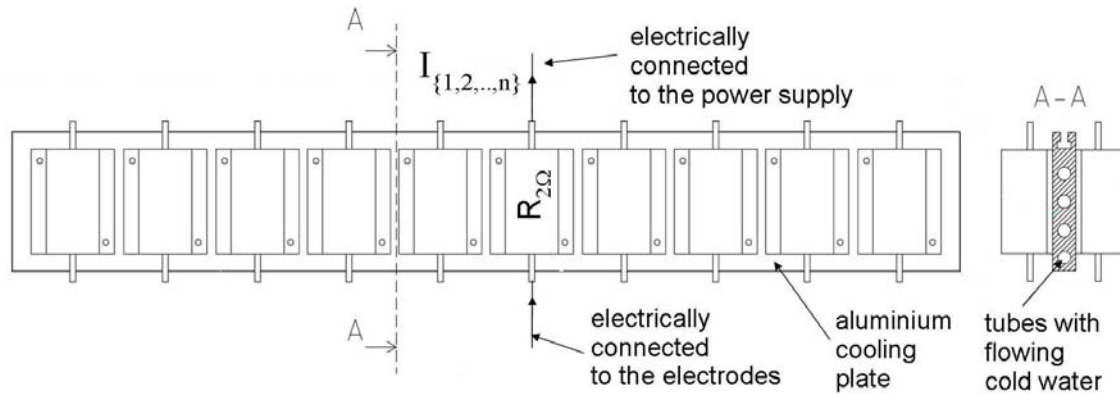 A
I{1,2,..,n}
electrically
connected
to the power supply
A-A
R2Ω
A
electrically
connected
to the electrodes
aluminium
cooling
plate
tubes with
flowing
cold water